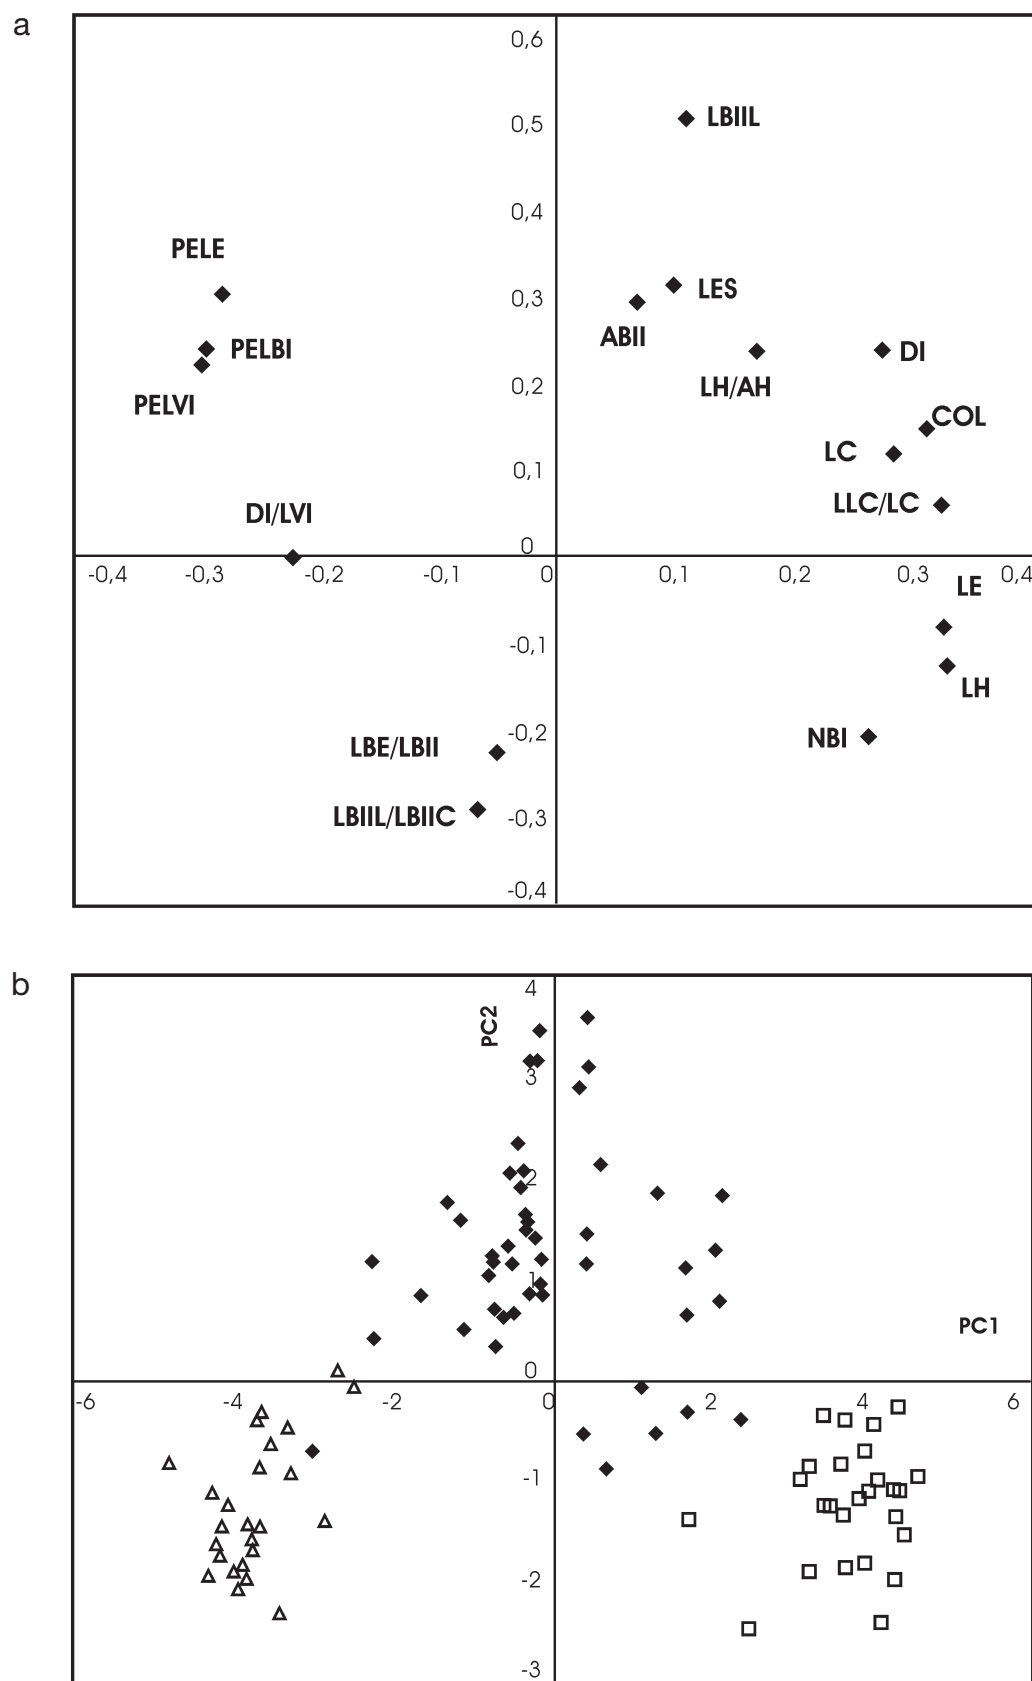 a
0,6
0,5
LBIIL
0,4
PELE
0,3
LES
ABII
PELBI
DI
0,2
LH/AH
PELVI
COL
LC
0,1
LLC/LC
DI/LVI
0
-0,4 -0,3 -0,2 -0,1 0 0,1 0,2 0,3 0,4
LE
-0,1
LH
-0,2
NBI
LBE/LBII
LBIIL/LBIIC
-0,3
-0,4
b
4
PC2
3
2
1
PC1
0
-6 -4 -2 0 2 4 6
-1
-2
-3